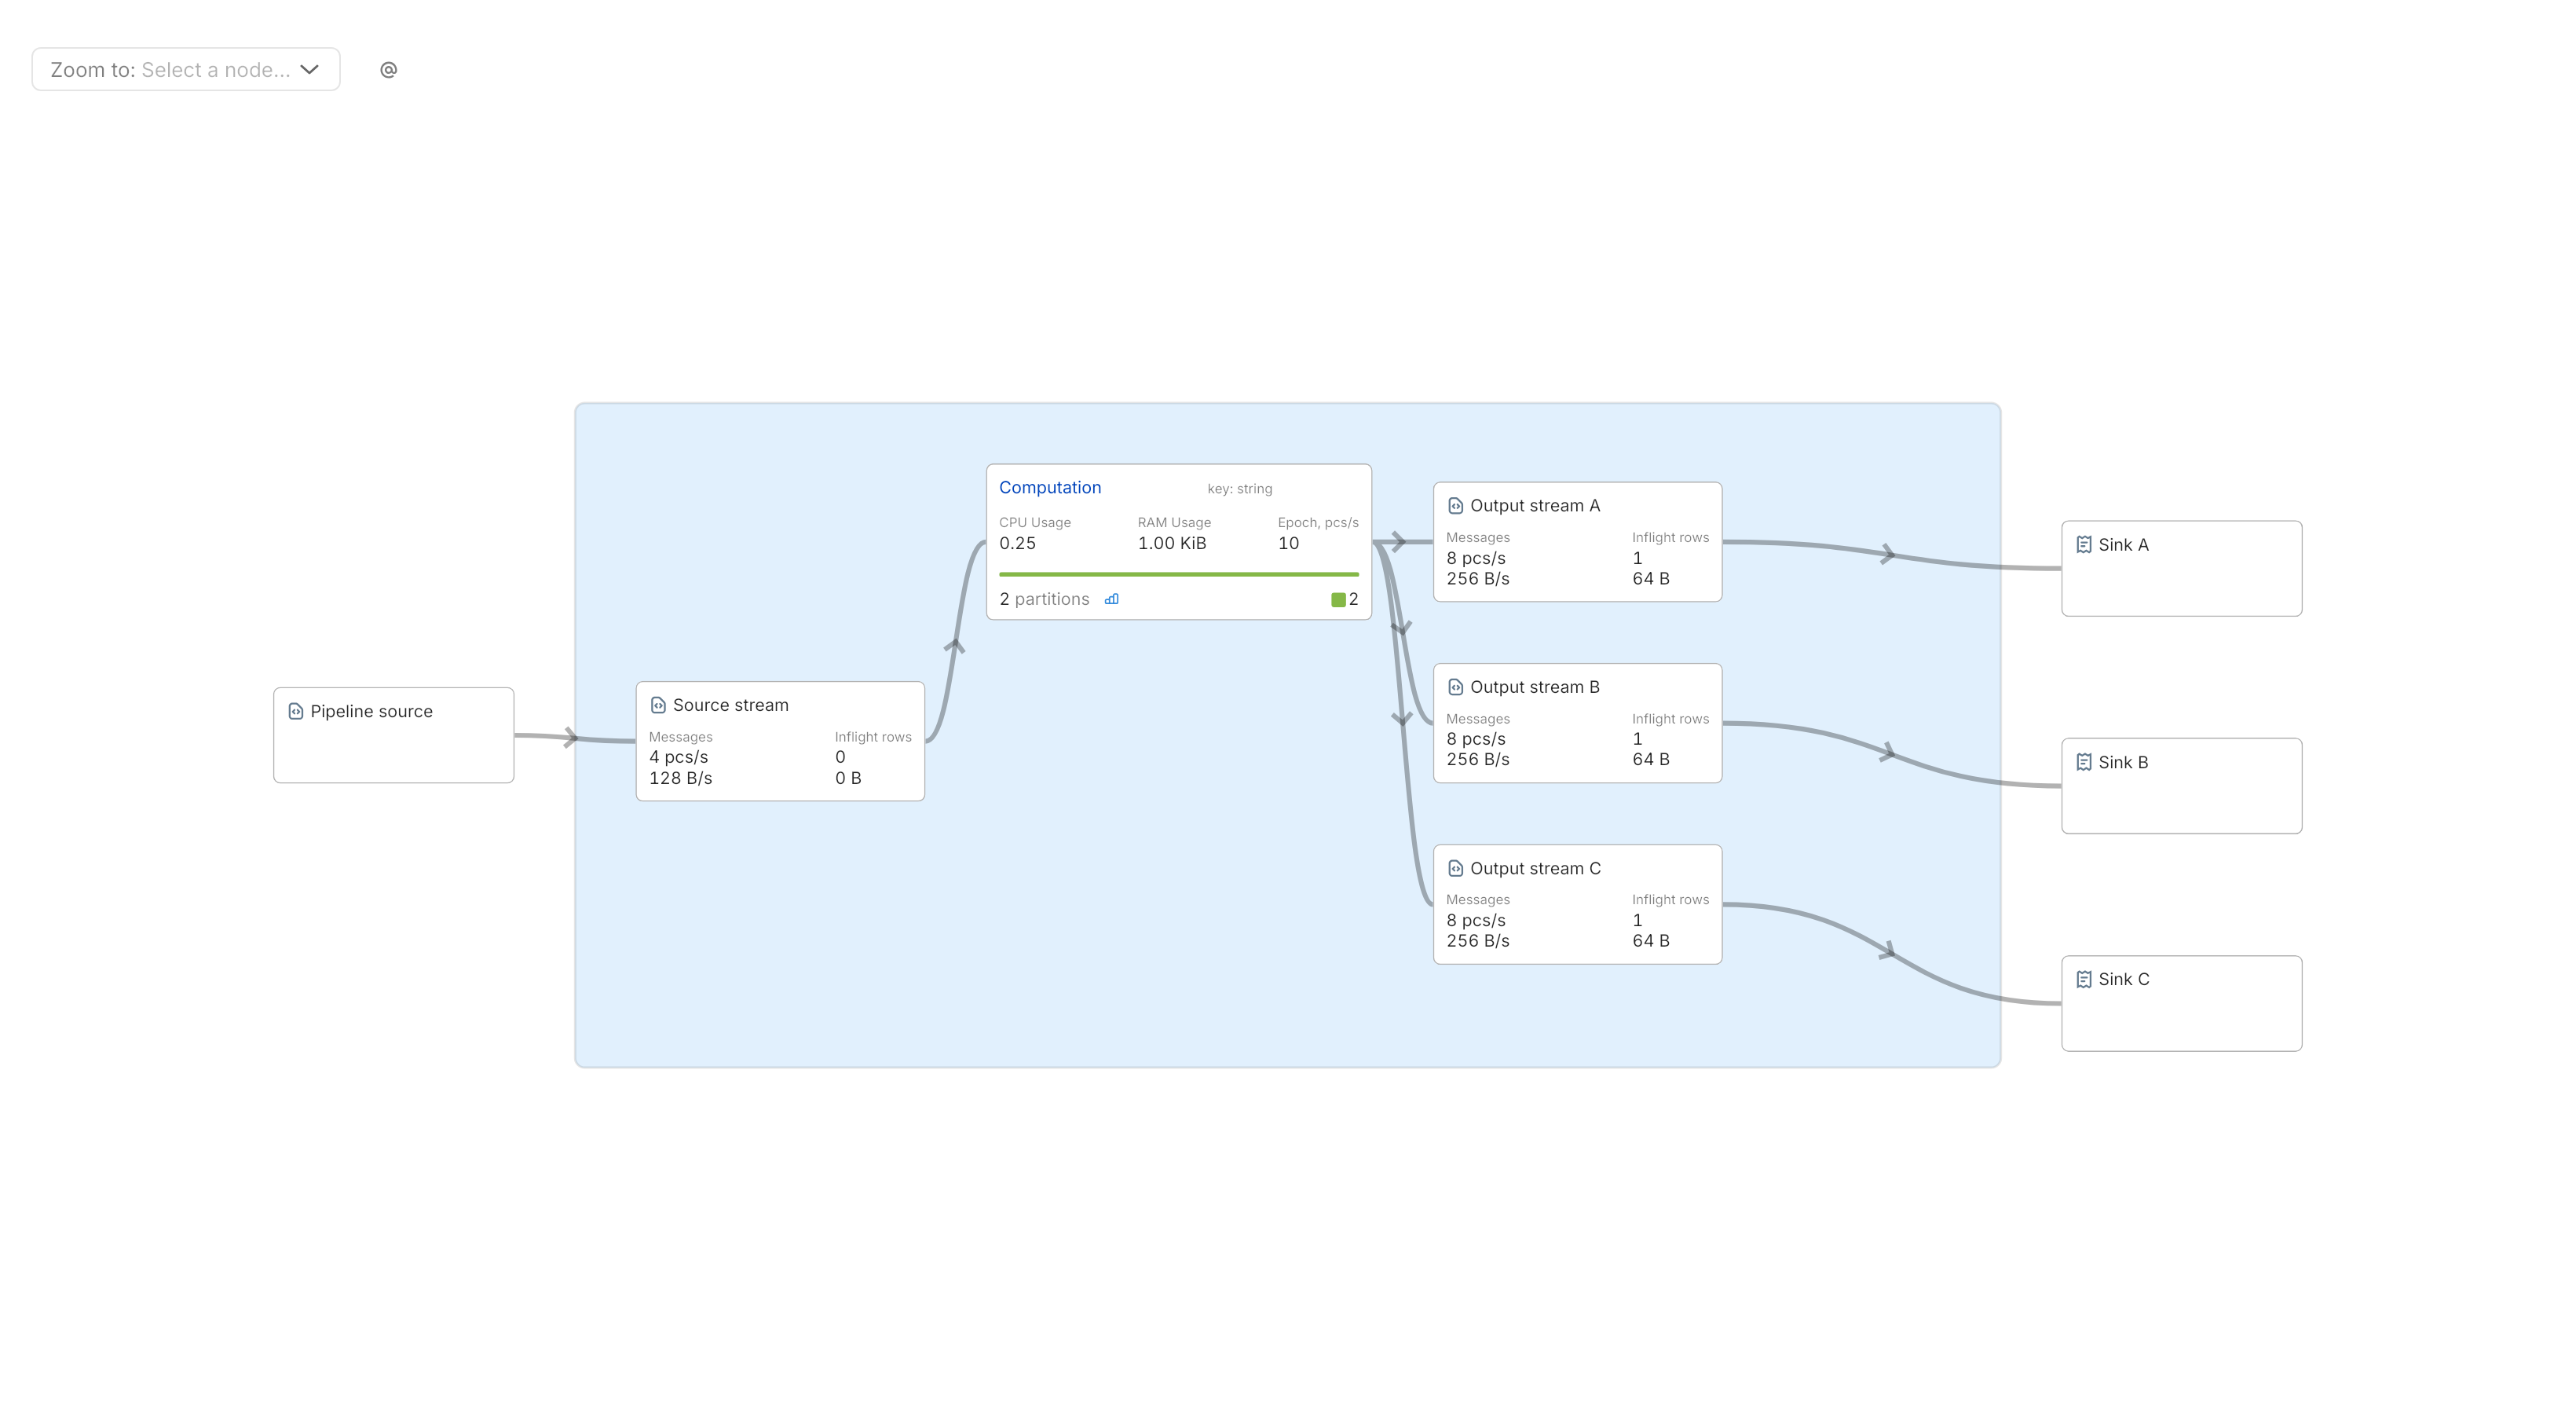 Zoom to: Select a node...
@
Pipeline source
Source stream
Messages Inflight rows
4 pcs/s 0
128 B/s 0 B
Computation key: string
CPU Usage RAM Usage Epoch, pcs/s
0.25 1.00 KiB 10
2 partitions 2
Output stream A
Messages Inflight rows
8 pcs/s 1
256 B/s 64 B
Output stream B
Messages Inflight rows
8 pcs/s 1
256 B/s 64 B
Output stream C
Messages Inflight rows
8 pcs/s 1
256 B/s 64 B
Sink A
Sink B
Sink C